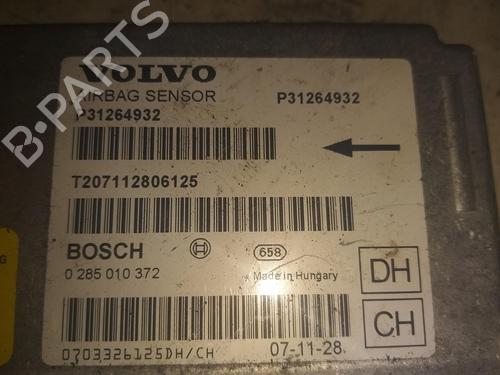 VOLVO
AIRBAG SENSOR
P31264932
P31264932
T207112806125
BOSCH
658
0 285 010 372
Made in Hungary
DH
CH
0703326125DH/CH
07-11-28
B-PARTS
G